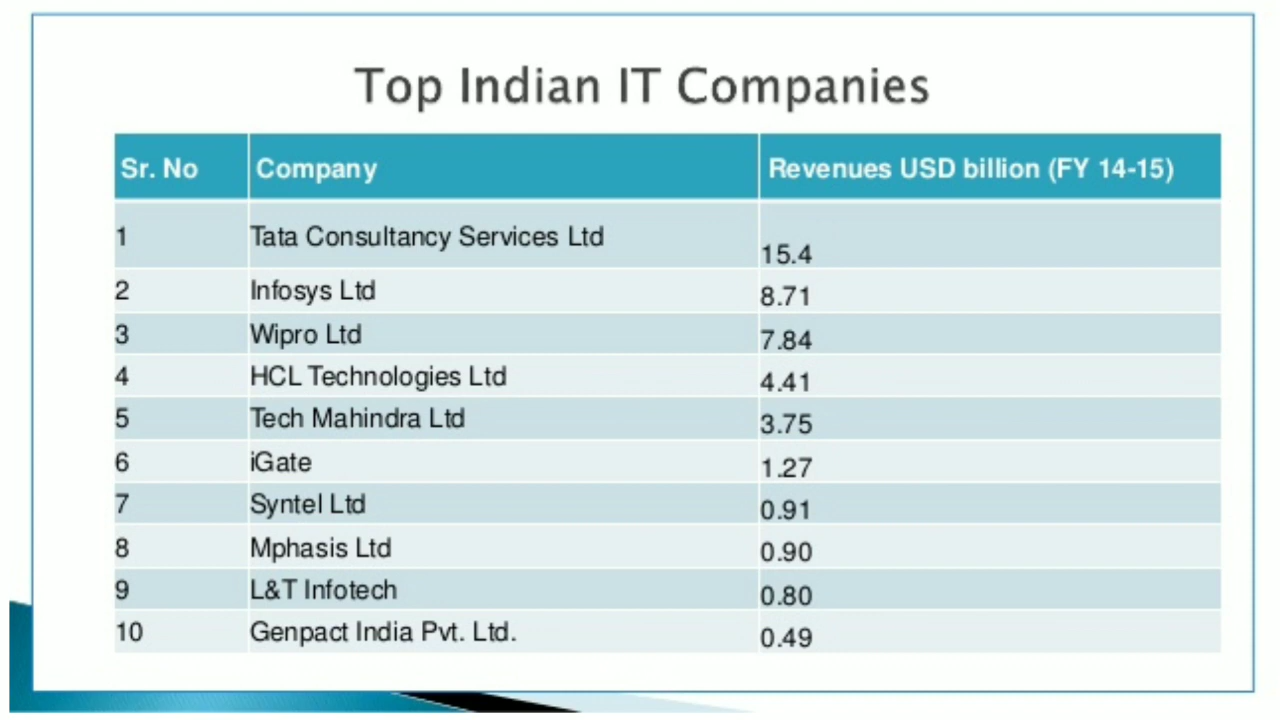 Top Indian IT Companies
Sr. No Company Revenues USD billion (FY 14-15)
1 Tata Consultancy Services Ltd 15.4
2 Infosys Ltd 8.71
3 Wipro Ltd 7.84
4 HCL Technologies Ltd 4.41
5 Tech Mahindra Ltd 3.75
6 iGate 1.27
7 Syntel Ltd 0.91
8 Mphasis Ltd 0.90
9 L&T Infotech 0.80
10 Genpact India Pvt. Ltd. 0.49